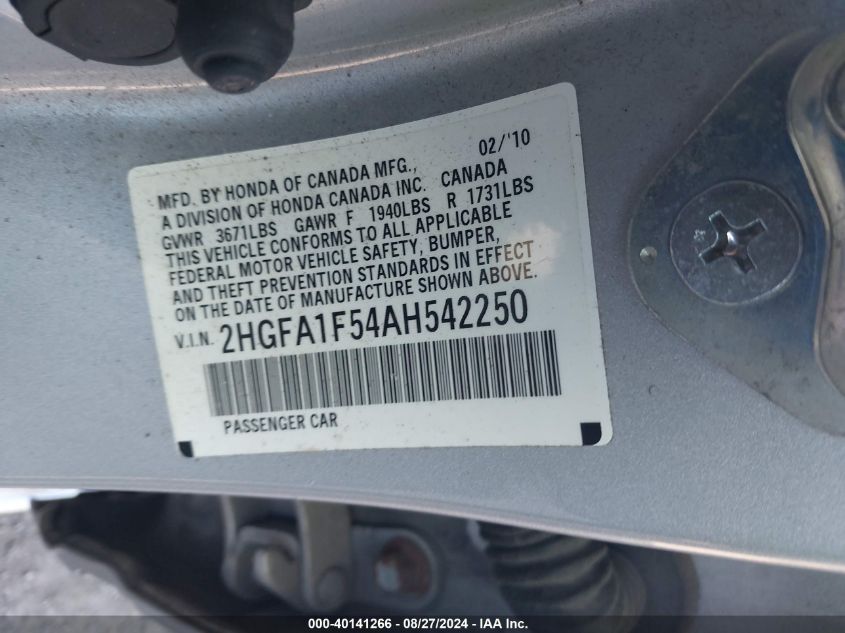 02/'10
MFD. BY HONDA OF CANADA MFG.,
A DIVISION OF HONDA CANADA INC. CANADA
GVWR 3671LBS GAWR F 1940LBS R 1731LBS
THIS VEHICLE CONFORMS TO ALL APPLICABLE
FEDERAL MOTOR VEHICLE SAFETY, BUMPER,
AND THEFT PREVENTION STANDARDS IN EFFECT
ON THE DATE OF MANUFACTURE SHOWN ABOVE.
V.I.N. 2HGFA1F54AH542250
PASSENGER CAR
000-40141266 - 08/27/2024 - IAA Inc.